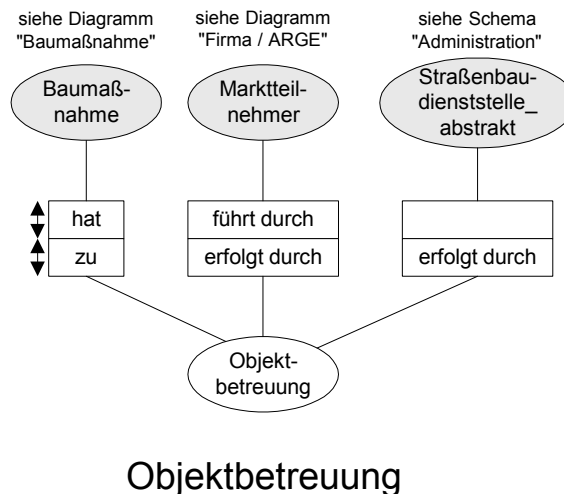 siehe Diagramm
"Baumaßnahme"
siehe Diagramm
"Firma / ARGE"
siehe Schema
"Administration"
Baumaß-
nahme
Marktteil-
nehmer
Straßenbau-
dienststelle_
abstrakt
hat
zu
führt durch
erfolgt durch
erfolgt durch
Objekt-
betreuung
Objektbetreuung